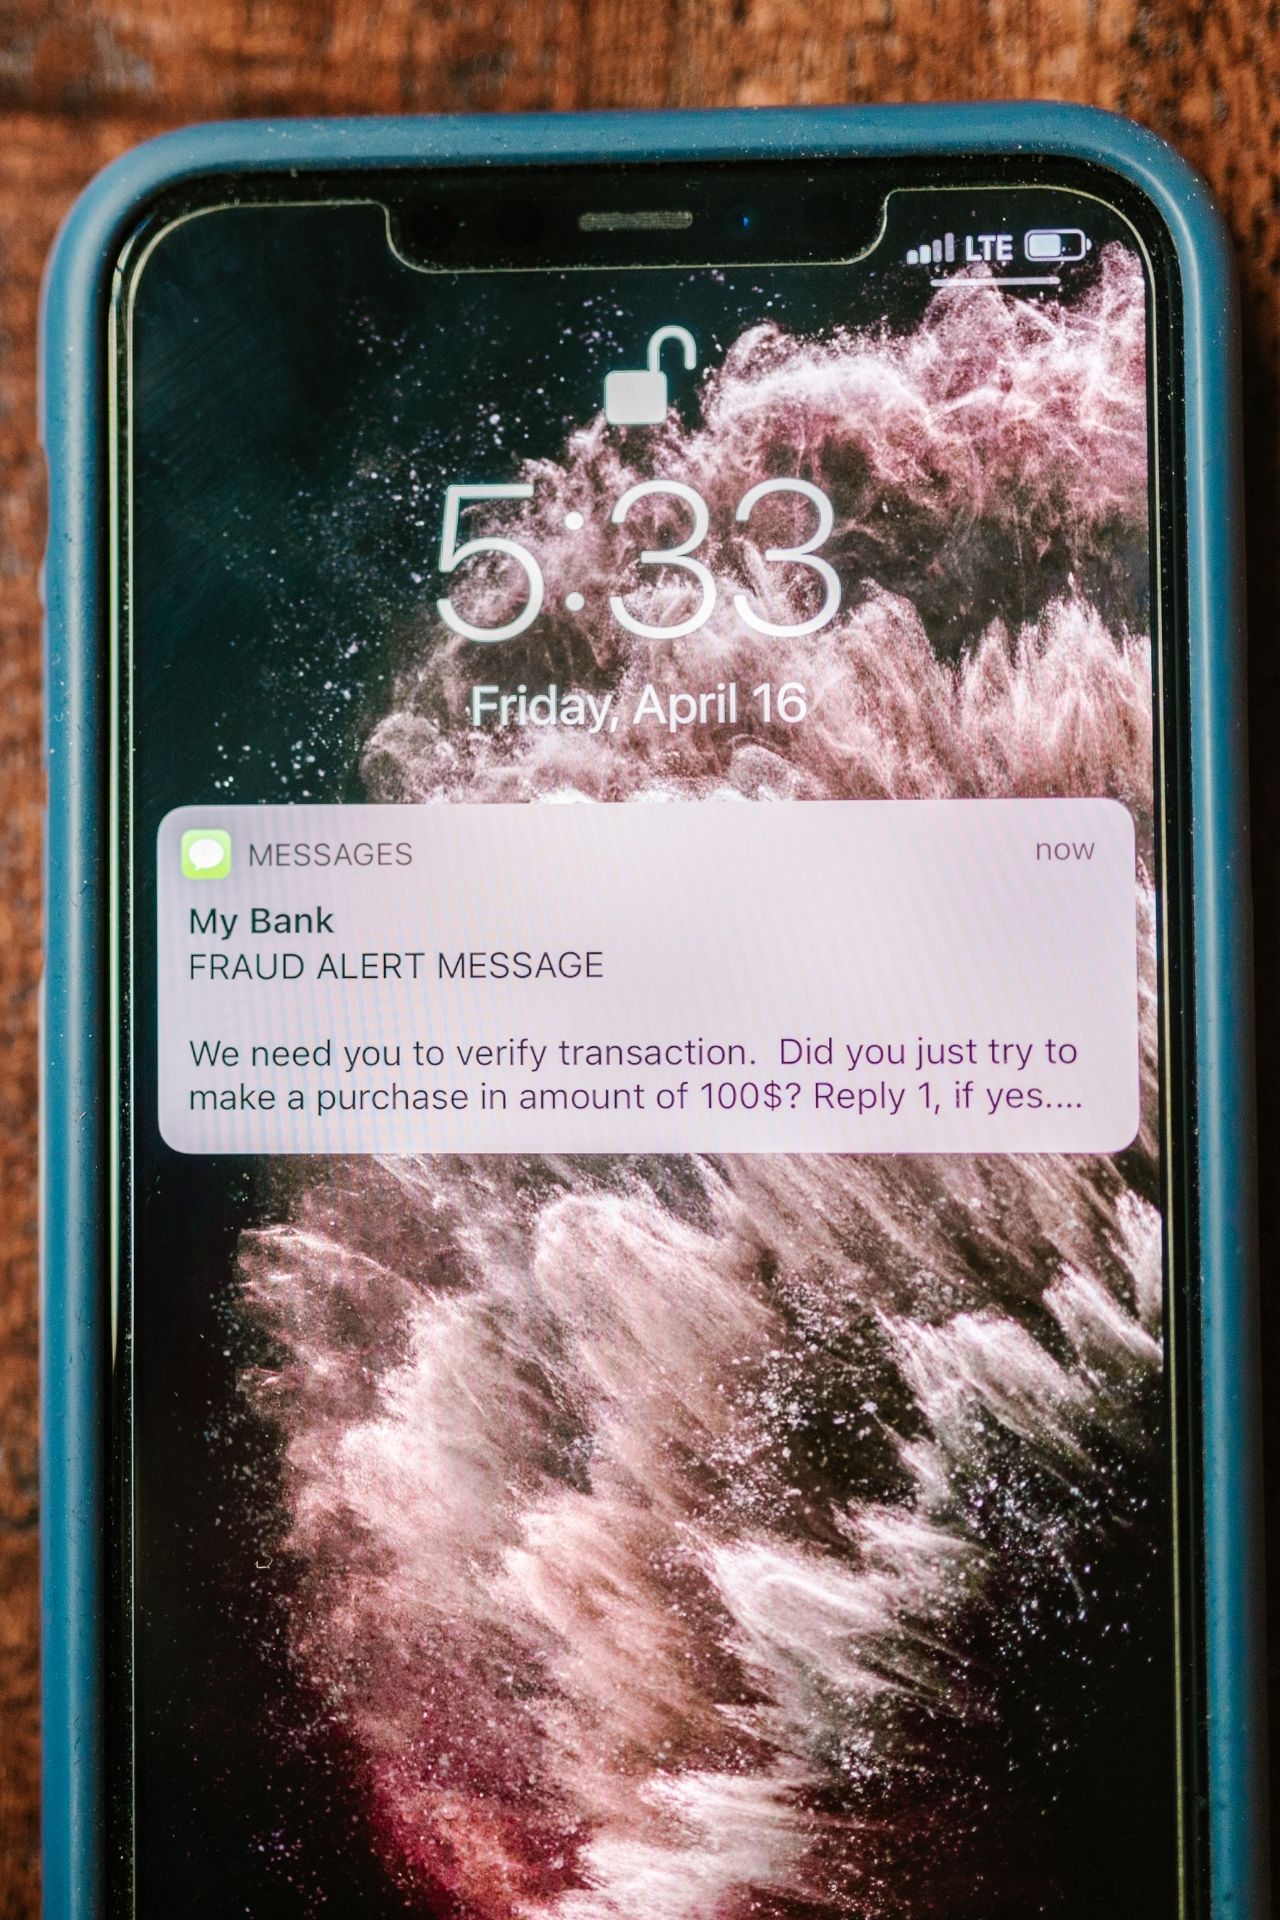 LTE
5:33
Friday, April 16
MESSAGES now
My Bank
FRAUD ALERT MESSAGE
We need you to verify transaction.  Did you just try to
make a purchase in amount of 100$? Reply 1, if yes....